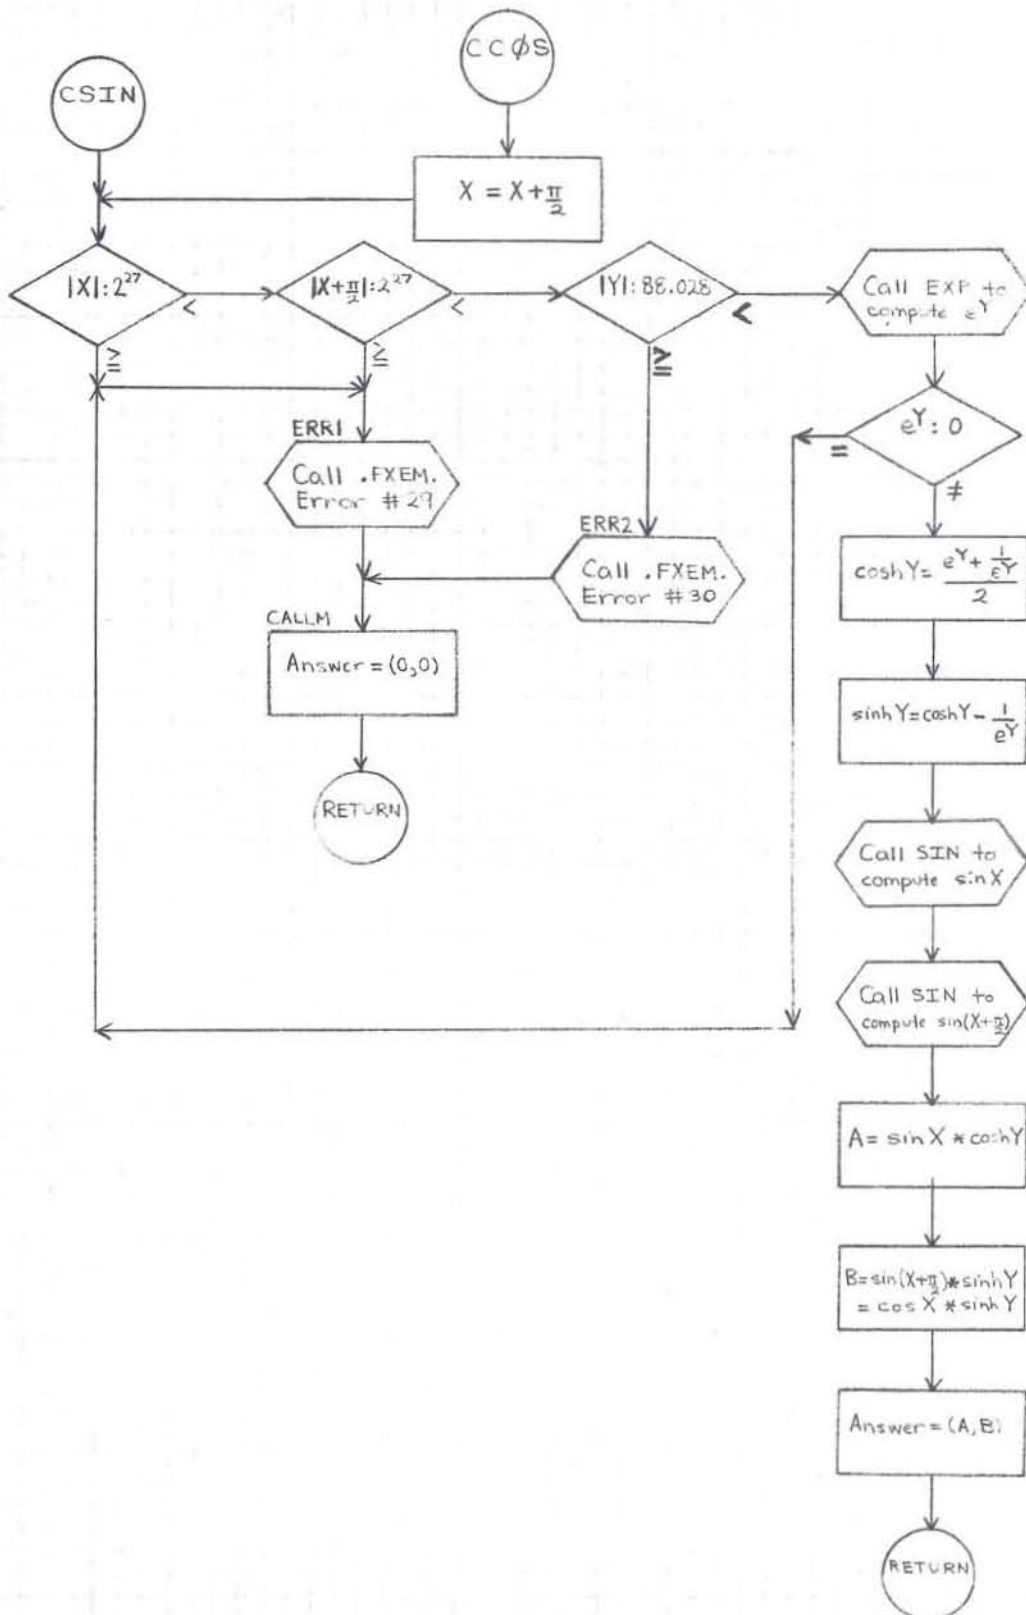 CCØS
CSIN
X = X + π/2
|X| : 2^27
<
≥
|X + π/2| : 2^27
<
≥
|Y| : 88.028
<
≥
Call EXP to
compute e^Y
e^Y : 0
=
≠
ERR1
Call .FXEM.
Error #29
ERR2
Call .FXEM.
Error #30
CALLM
Answer = (0,0)
RETURN
cosh Y = (e^Y + 1/e^Y)/2
sinh Y = cosh Y - 1/e^Y
Call SIN to
compute sin X
Call SIN to
compute sin(X + π/2)
A = sin X * cosh Y
B = sin(X + π/2) * sinh Y
= cos X * sinh Y
Answer = (A, B)
RETURN